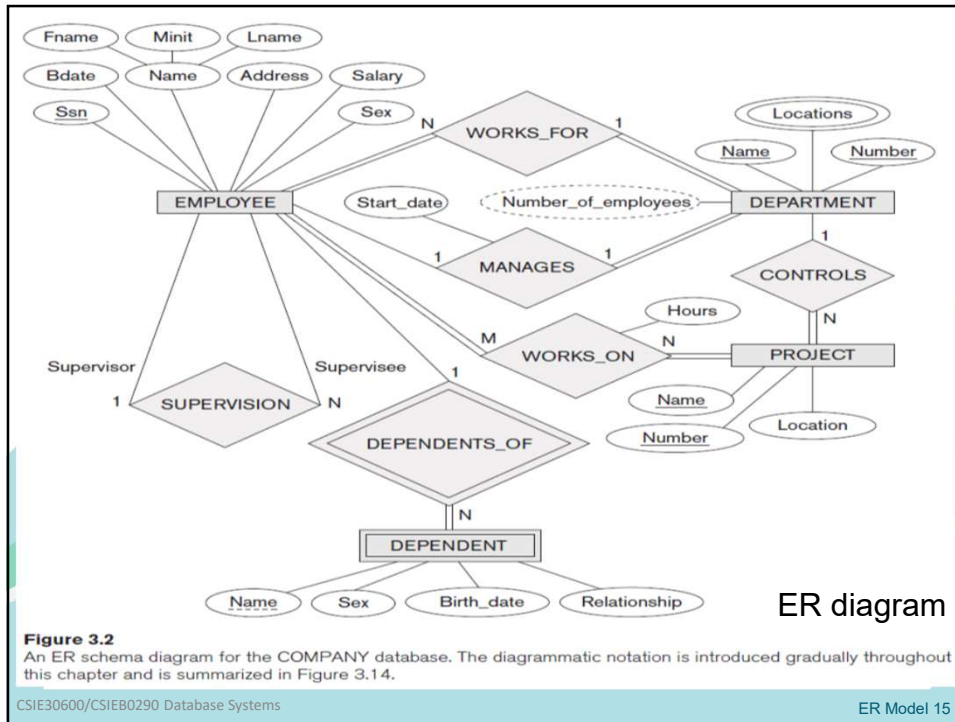 Fname Minit Lname
Bdate Name Address Salary
Ssn Sex
N WORKS_FOR 1
Locations
Name Number
EMPLOYEE Start_date Number_of_employees DEPARTMENT
1 MANAGES 1
1
CONTROLS
N
Hours
M WORKS_ON N PROJECT
Supervisor Supervisee
1 SUPERVISION N
1
Name
Number Location
DEPENDENTS_OF
N
DEPENDENT
Name Sex Birth_date Relationship
ER diagram
Figure 3.2
An ER schema diagram for the COMPANY database. The diagrammatic notation is introduced gradually throughout
this chapter and is summarized in Figure 3.14.
CSIE30600/CSIEB0290 Database Systems ER Model 15